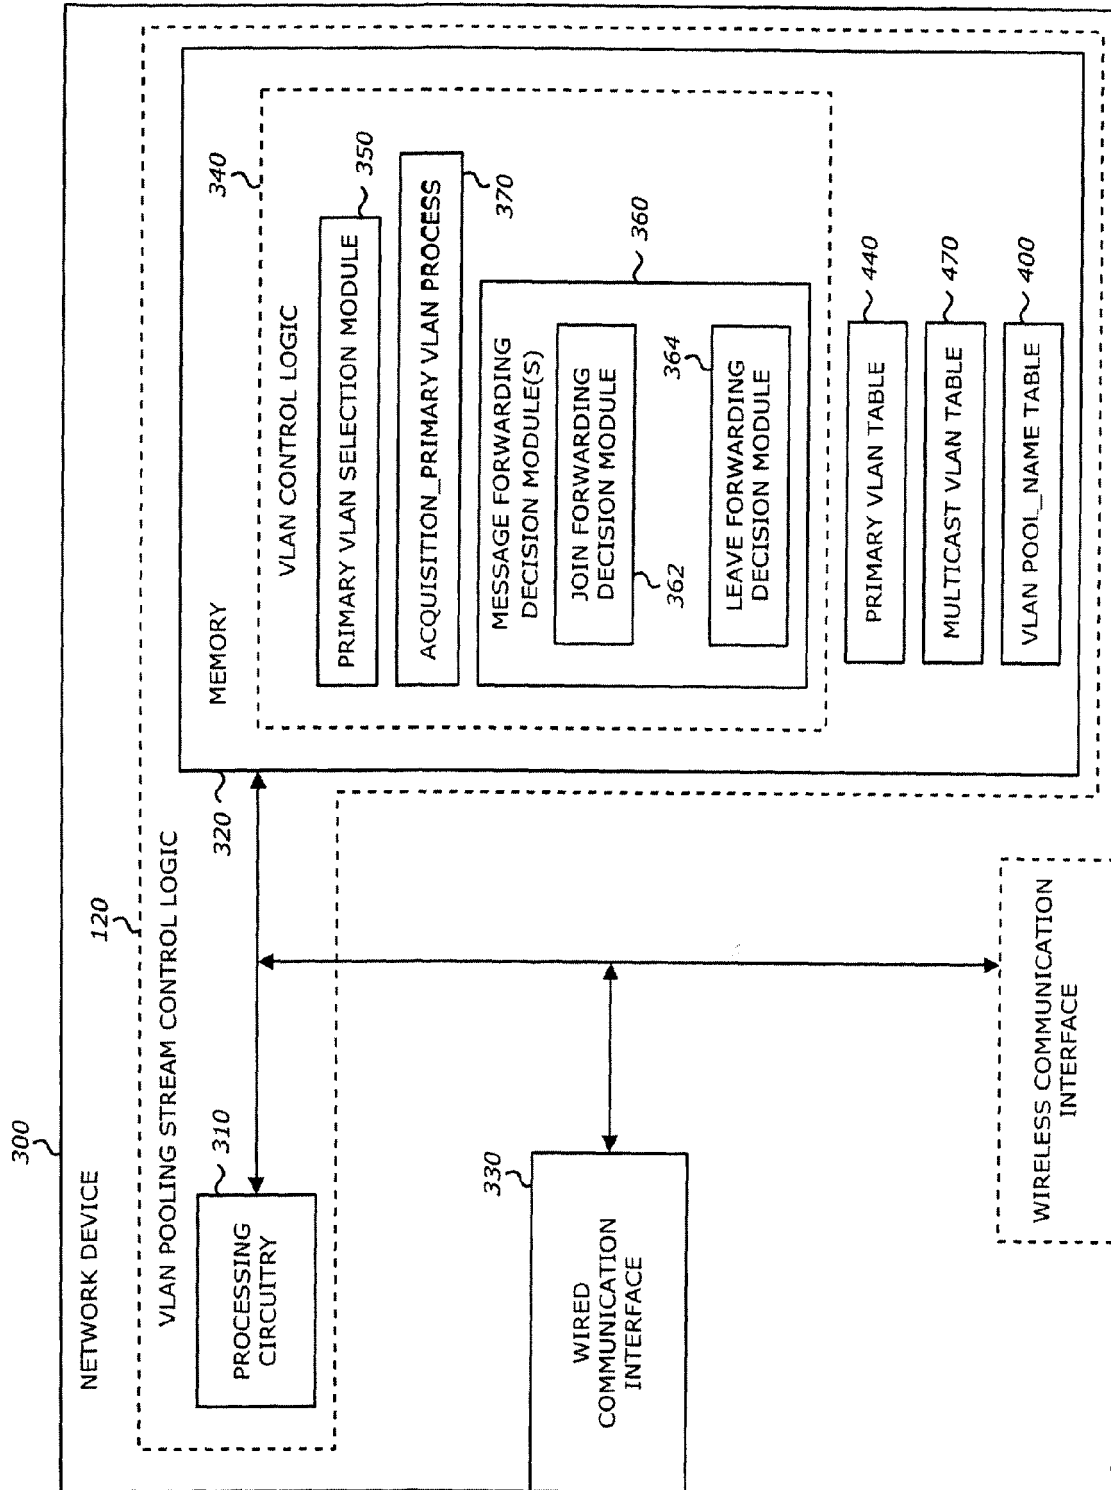 300
NETWORK DEVICE
120
VLAN POOLING STREAM CONTROL LOGIC
310
PROCESSING
CIRCUITRY
320
MEMORY
340
VLAN CONTROL LOGIC
350
PRIMARY VLAN SELECTION MODULE
ACQUISITION_PRIMARY VLAN PROCESS
370
MESSAGE FORWARDING
DECISION MODULE(S)
360
JOIN FORWARDING
DECISION MODULE
362
364
LEAVE FORWARDING
DECISION MODULE
440
PRIMARY VLAN TABLE
470
MULTICAST VLAN TABLE
400
VLAN POOL_NAME TABLE
330
WIRED
COMMUNICATION
INTERFACE
WIRELESS COMMUNICATION
INTERFACE